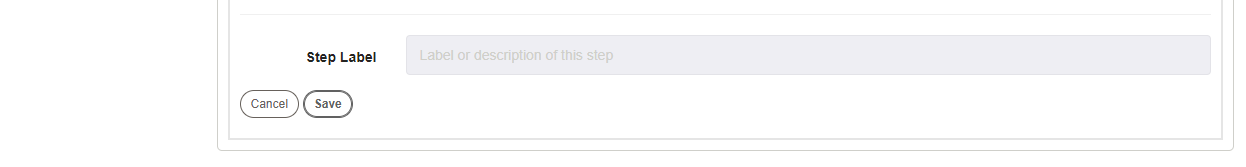 Step Label
Label or description of this step
Cancel
Save